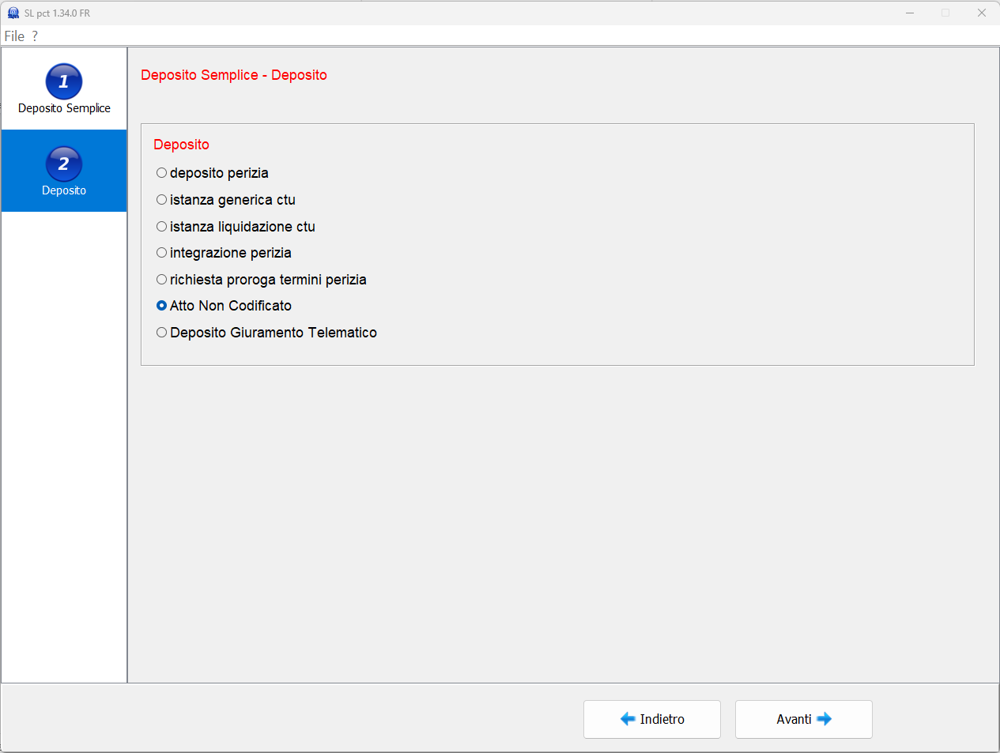 SL pct 1.34.0 FR
File ?
1
Deposito Semplice
2
Deposito
Deposito Semplice - Deposito
Deposito
deposito perizia
istanza generica ctu
istanza liquidazione ctu
integrazione perizia
richiesta proroga termini perizia
Atto Non Codificato
Deposito Giuramento Telematico
Indietro
Avanti